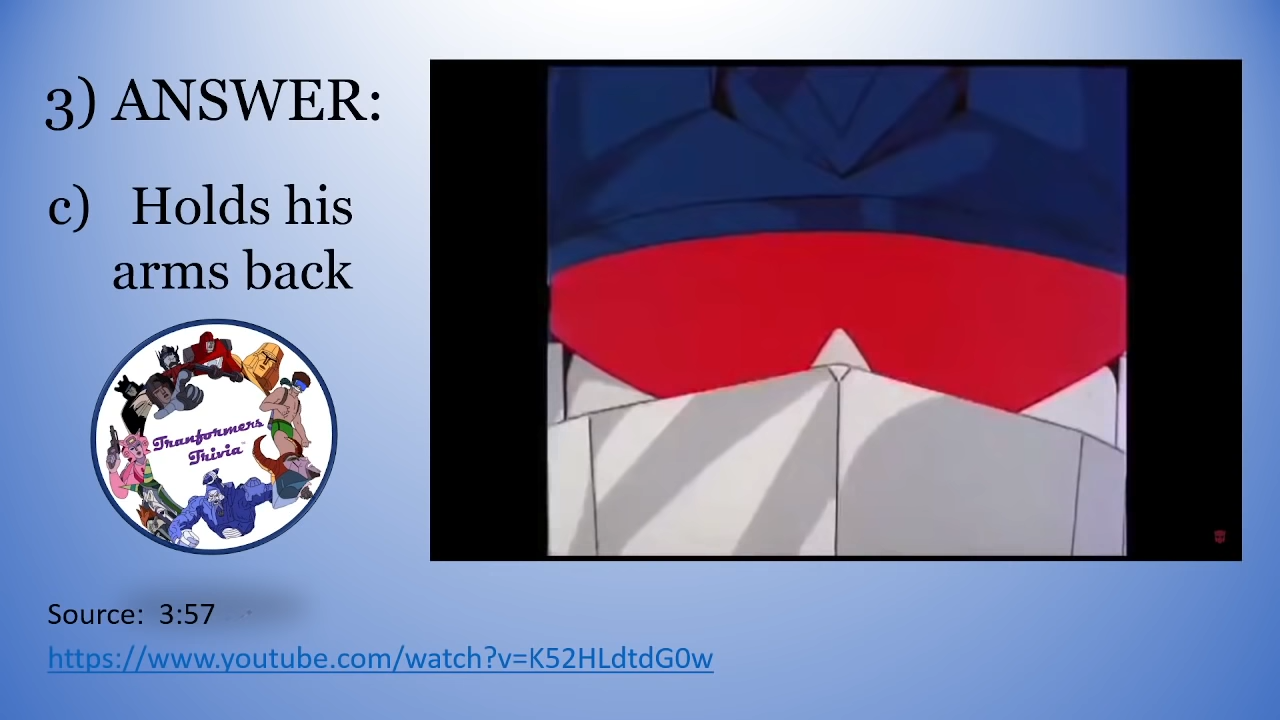 3) ANSWER:
c) Holds his
arms back
Tranformers
Trivia
Source: 3:57
https://www.youtube.com/watch?v=K52HLdtdG0w